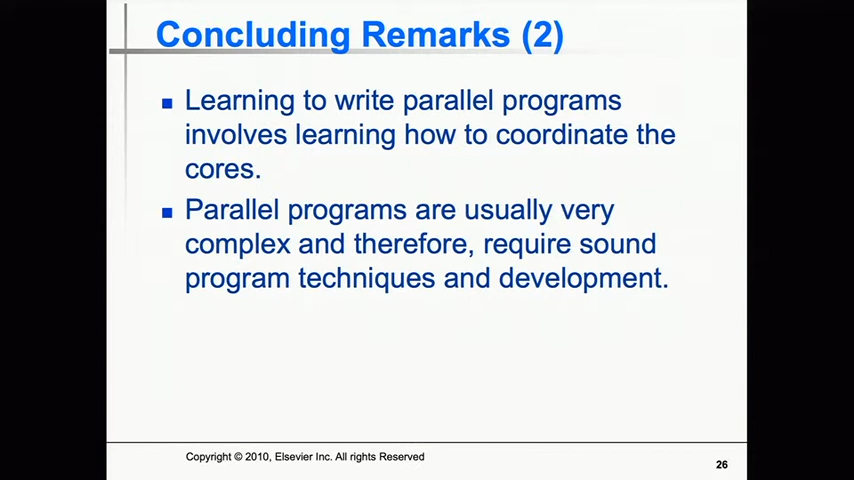 Concluding Remarks (2)
Learning to write parallel programs
involves learning how to coordinate the
cores.
Parallel programs are usually very
complex and therefore, require sound
program techniques and development.
Copyright © 2010, Elsevier Inc. All rights Reserved
26